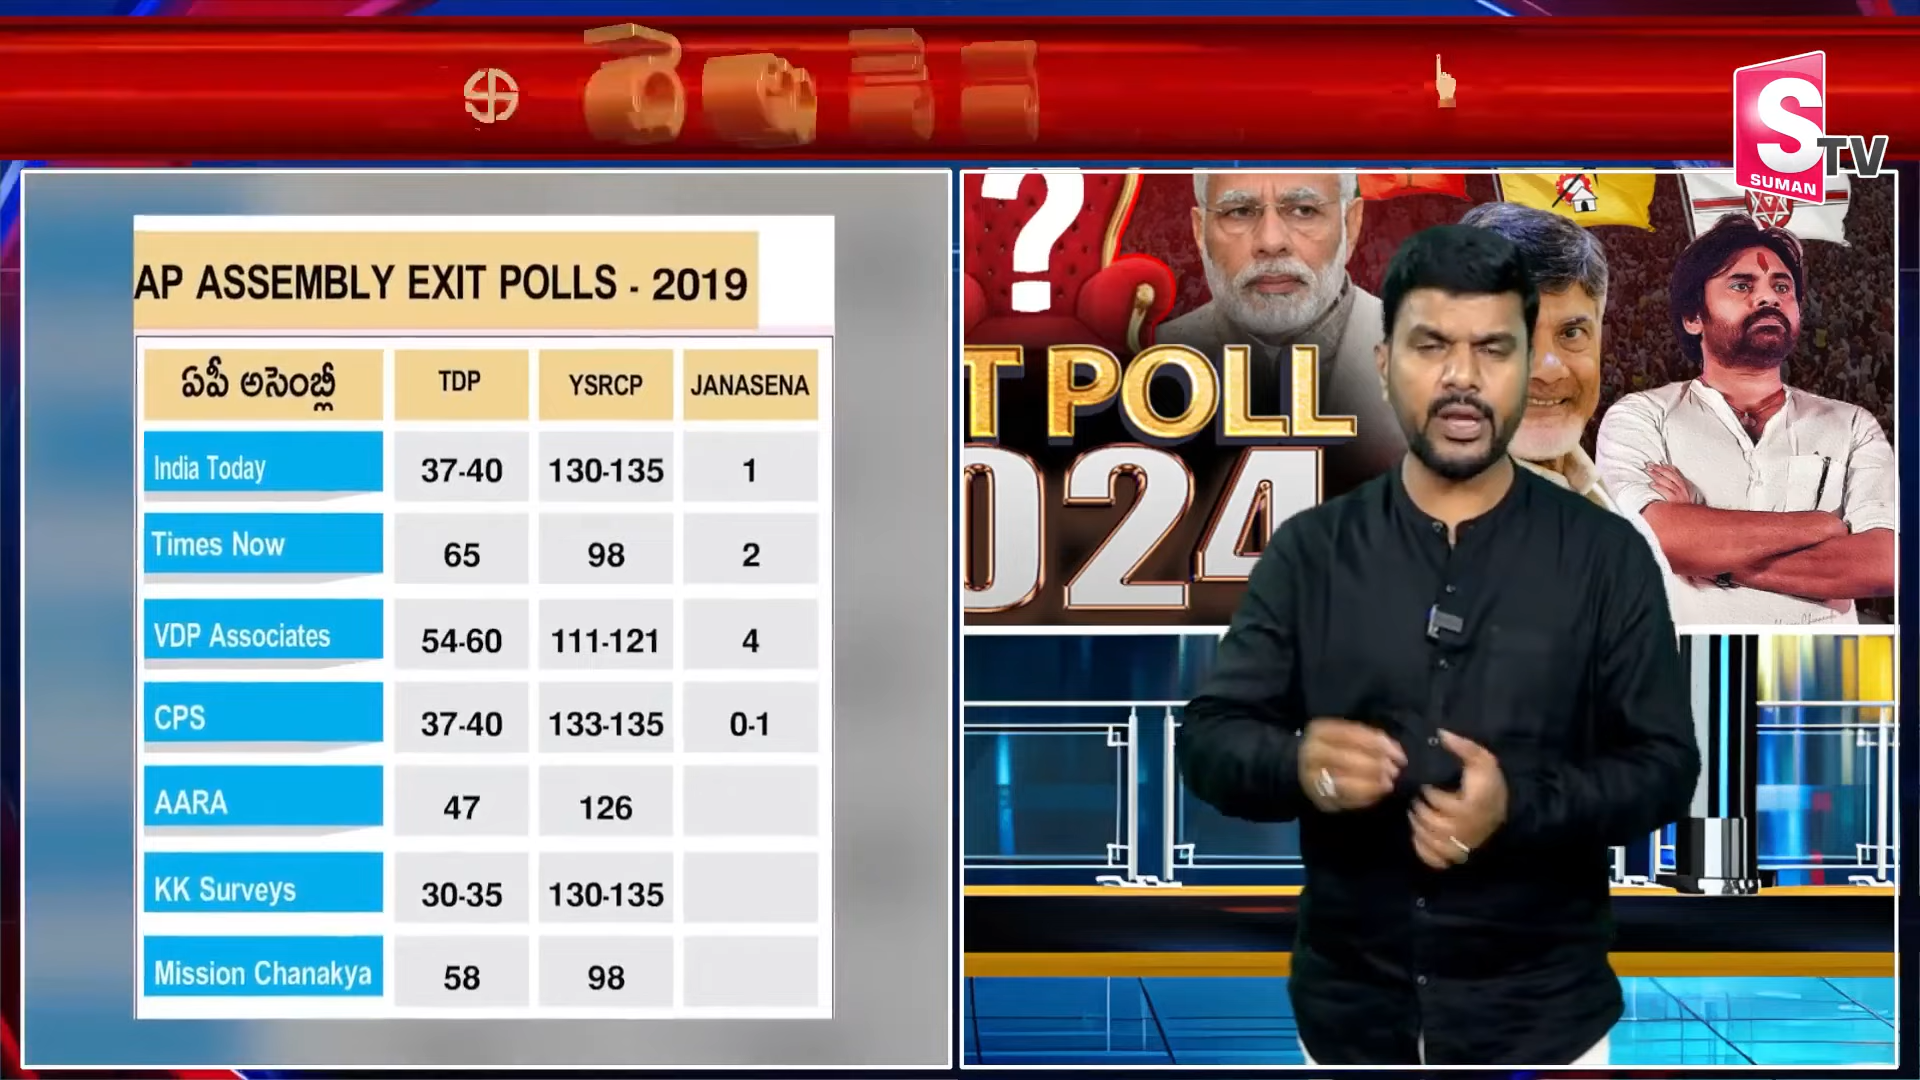 S
TV
SUMAN
AP ASSEMBLY EXIT POLLS - 2019
ఏపీ అసెంబ్లీ TDP YSRCP JANASENA
India Today 37-40 130-135 1
Times Now 65 98 2
VDP Associates 54-60 111-121 4
CPS 37-40 133-135 0-1
AARA 47 126
KK Surveys 30-35 130-135
Mission Chanakya 58 98
?
T POLL
024